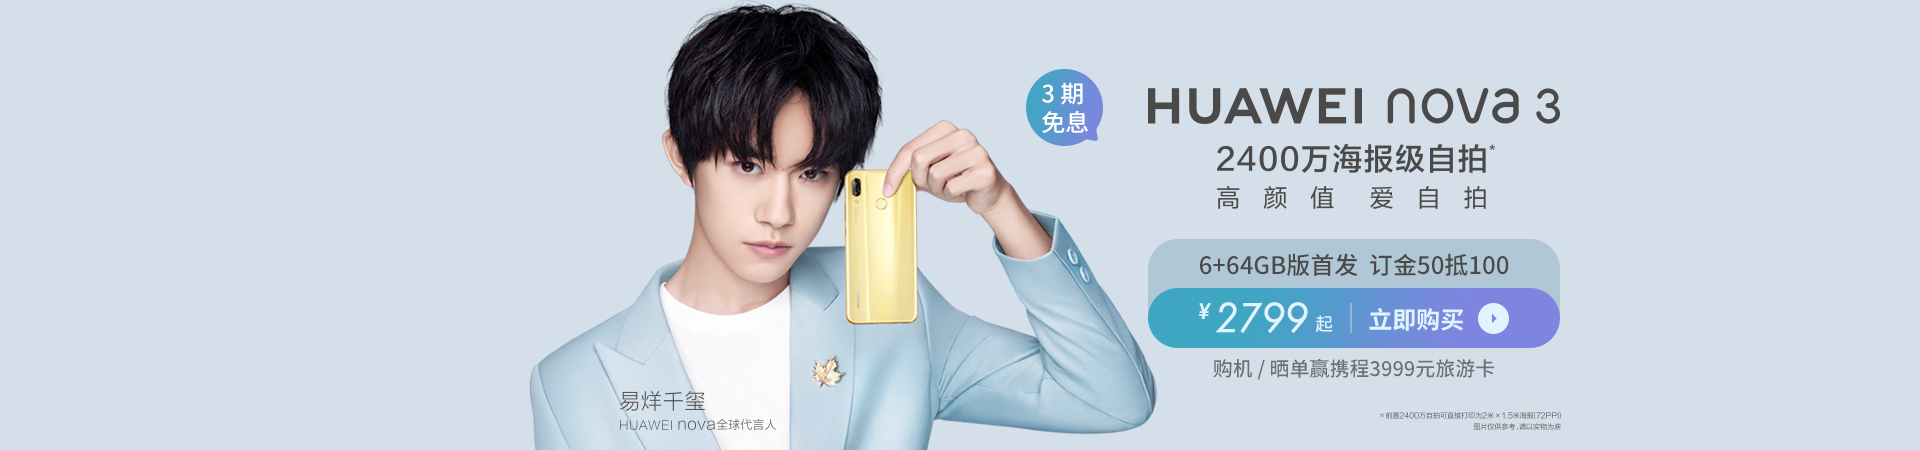 3 期
免息
HUAWEI nova 3
2400万海报级自拍*
高颜值 爱自拍
6+64GB版首发 订金50抵100
¥2799起 立即购买
购机 / 晒单赢携程3999元旅游卡
易烊千玺
HUAWEI nova全球代言人
*前置2400万自拍可直接打印为2米×1.5米海报(72PPI)
图片仅供参考,请以实物为准